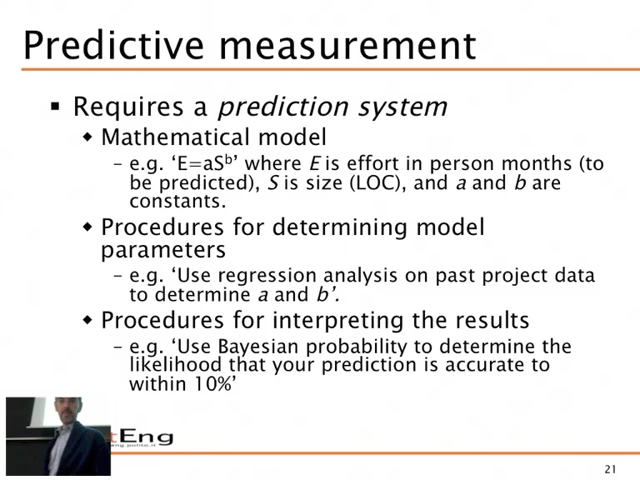 Predictive measurement
▪ Requires a prediction system
◆ Mathematical model
– e.g. ‘E=aSᵇ’ where E is effort in person months (to
be predicted), S is size (LOC), and a and b are
constants.
◆ Procedures for determining model
parameters
– e.g. ‘Use regression analysis on past project data
to determine a and b’.
◆ Procedures for interpreting the results
– e.g. ‘Use Bayesian probability to determine the
likelihood that your prediction is accurate to
within 10%’
tEng
21